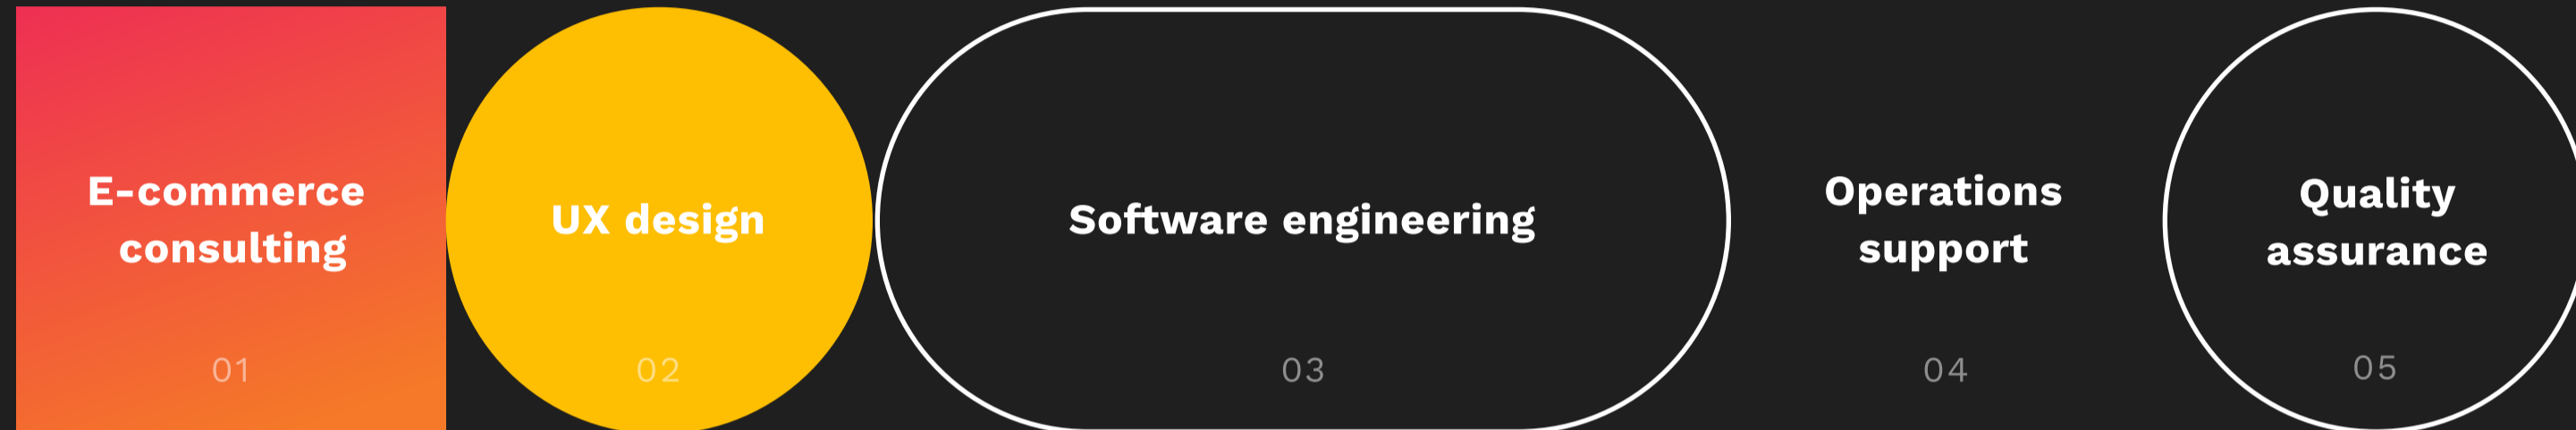 E-commerce
consulting
01
UX design
02
Software engineering
03
Operations
support
04
Quality
assurance
05